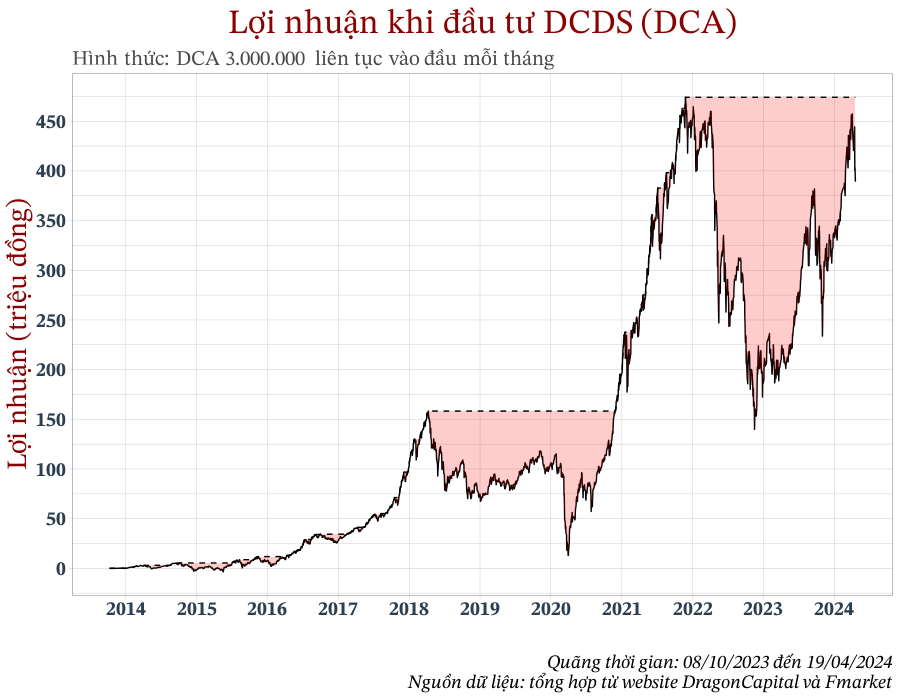 Lợi nhuận khi đầu tư DCDS (DCA)
Hình thức: DCA 3.000.000 liên tục vào đầu mỗi tháng
Lợi nhuận (triệu đồng)
450
400
350
300
250
200
150
100
50
0
2014 2015 2016 2017 2018 2019 2020 2021 2022 2023 2024
Quãng thời gian: 08/10/2023 đến 19/04/2024
Nguồn dữ liệu: tổng hợp từ website DragonCapital và Fmarket